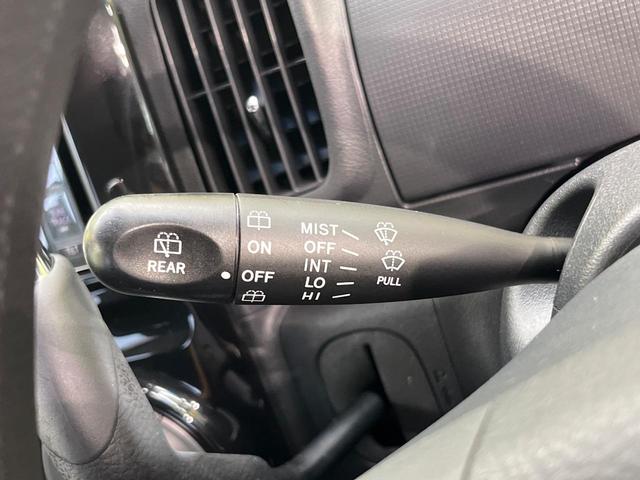 REAR
ON
OFF
MIST
OFF
INT
LO
HI
PULL